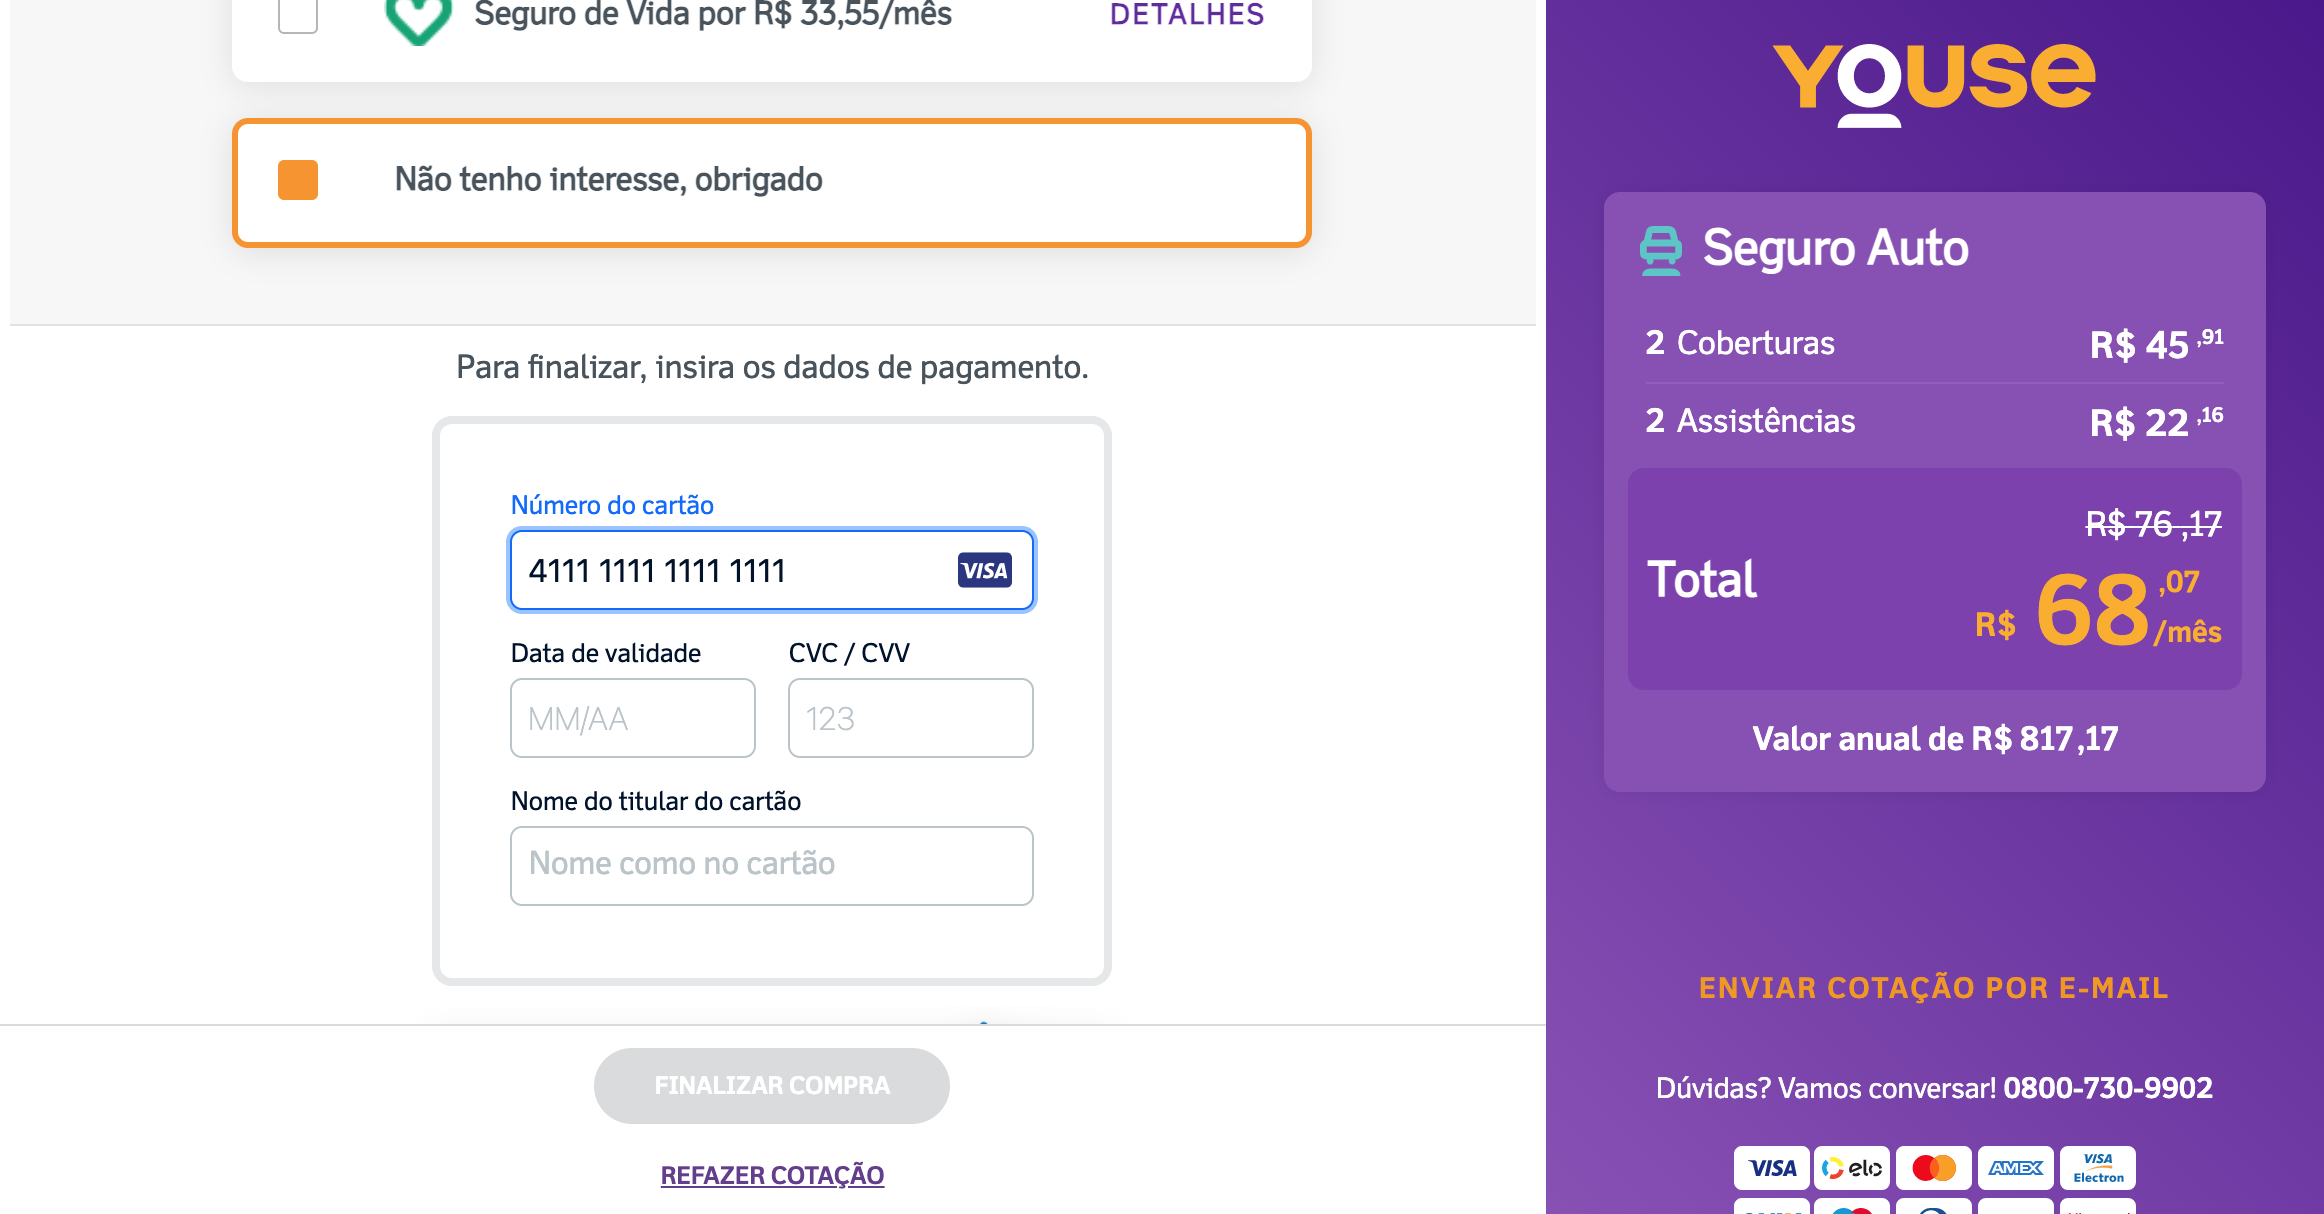 Seguro de Vida por R$ 33,55/mês
DETALHES
Não tenho interesse, obrigado
Para finalizar, insira os dados de pagamento.
Número do cartão
4111 1111 1111 1111
VISA
Data de validade
CVC / CVV
MM/AA
123
Nome do titular do cartão
Nome como no cartão
FINALIZAR COMPRA
REFAZER COTAÇÃO
YOUSE
Seguro Auto
2 Coberturas R$ 45 ,91
2 Assistências R$ 22 ,16
R$ 76 ,17
Total R$ 68 ,07 /mês
Valor anual de R$ 817,17
ENVIAR COTAÇÃO POR E-MAIL
Dúvidas? Vamos conversar! 0800-730-9902
VISA elo AMEX VISA Electron